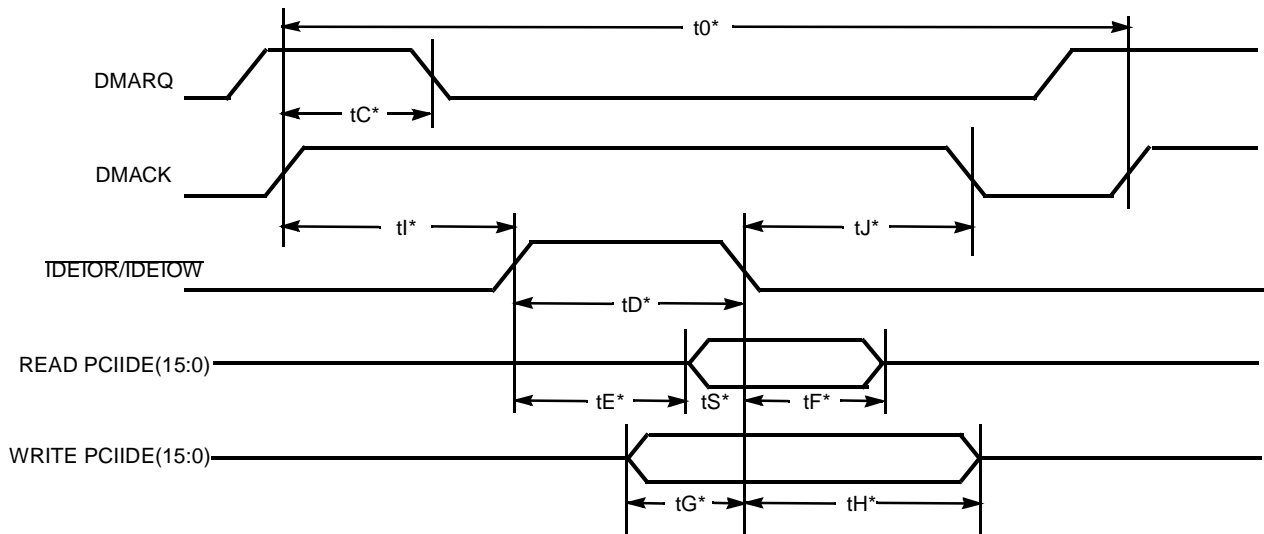 t0*
DMARQ
tC*
DMACK
tI*
tJ*
IDEIOR/IDEIOW
tD*
READ PCIIDE(15:0)
tE*
tS*
tF*
WRITE PCIIDE(15:0)
tG*
tH*